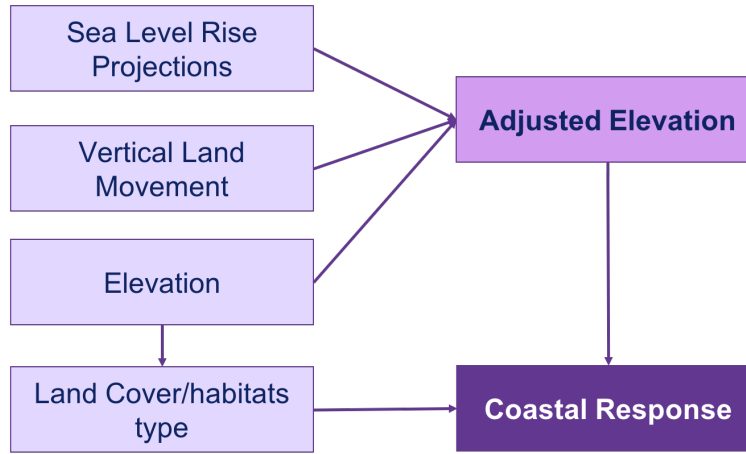 Sea Level Rise
Projections
Vertical Land
Movement
Elevation
Land Cover/habitats
type
Adjusted Elevation
Coastal Response